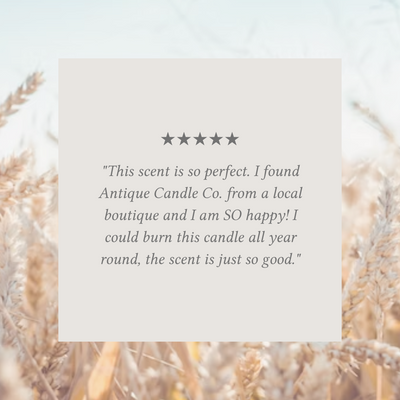 ★★★★★
"This scent is so perfect. I found
Antique Candle Co. from a local
boutique and I am SO happy! I
could burn this candle all year
round, the scent is just so good."